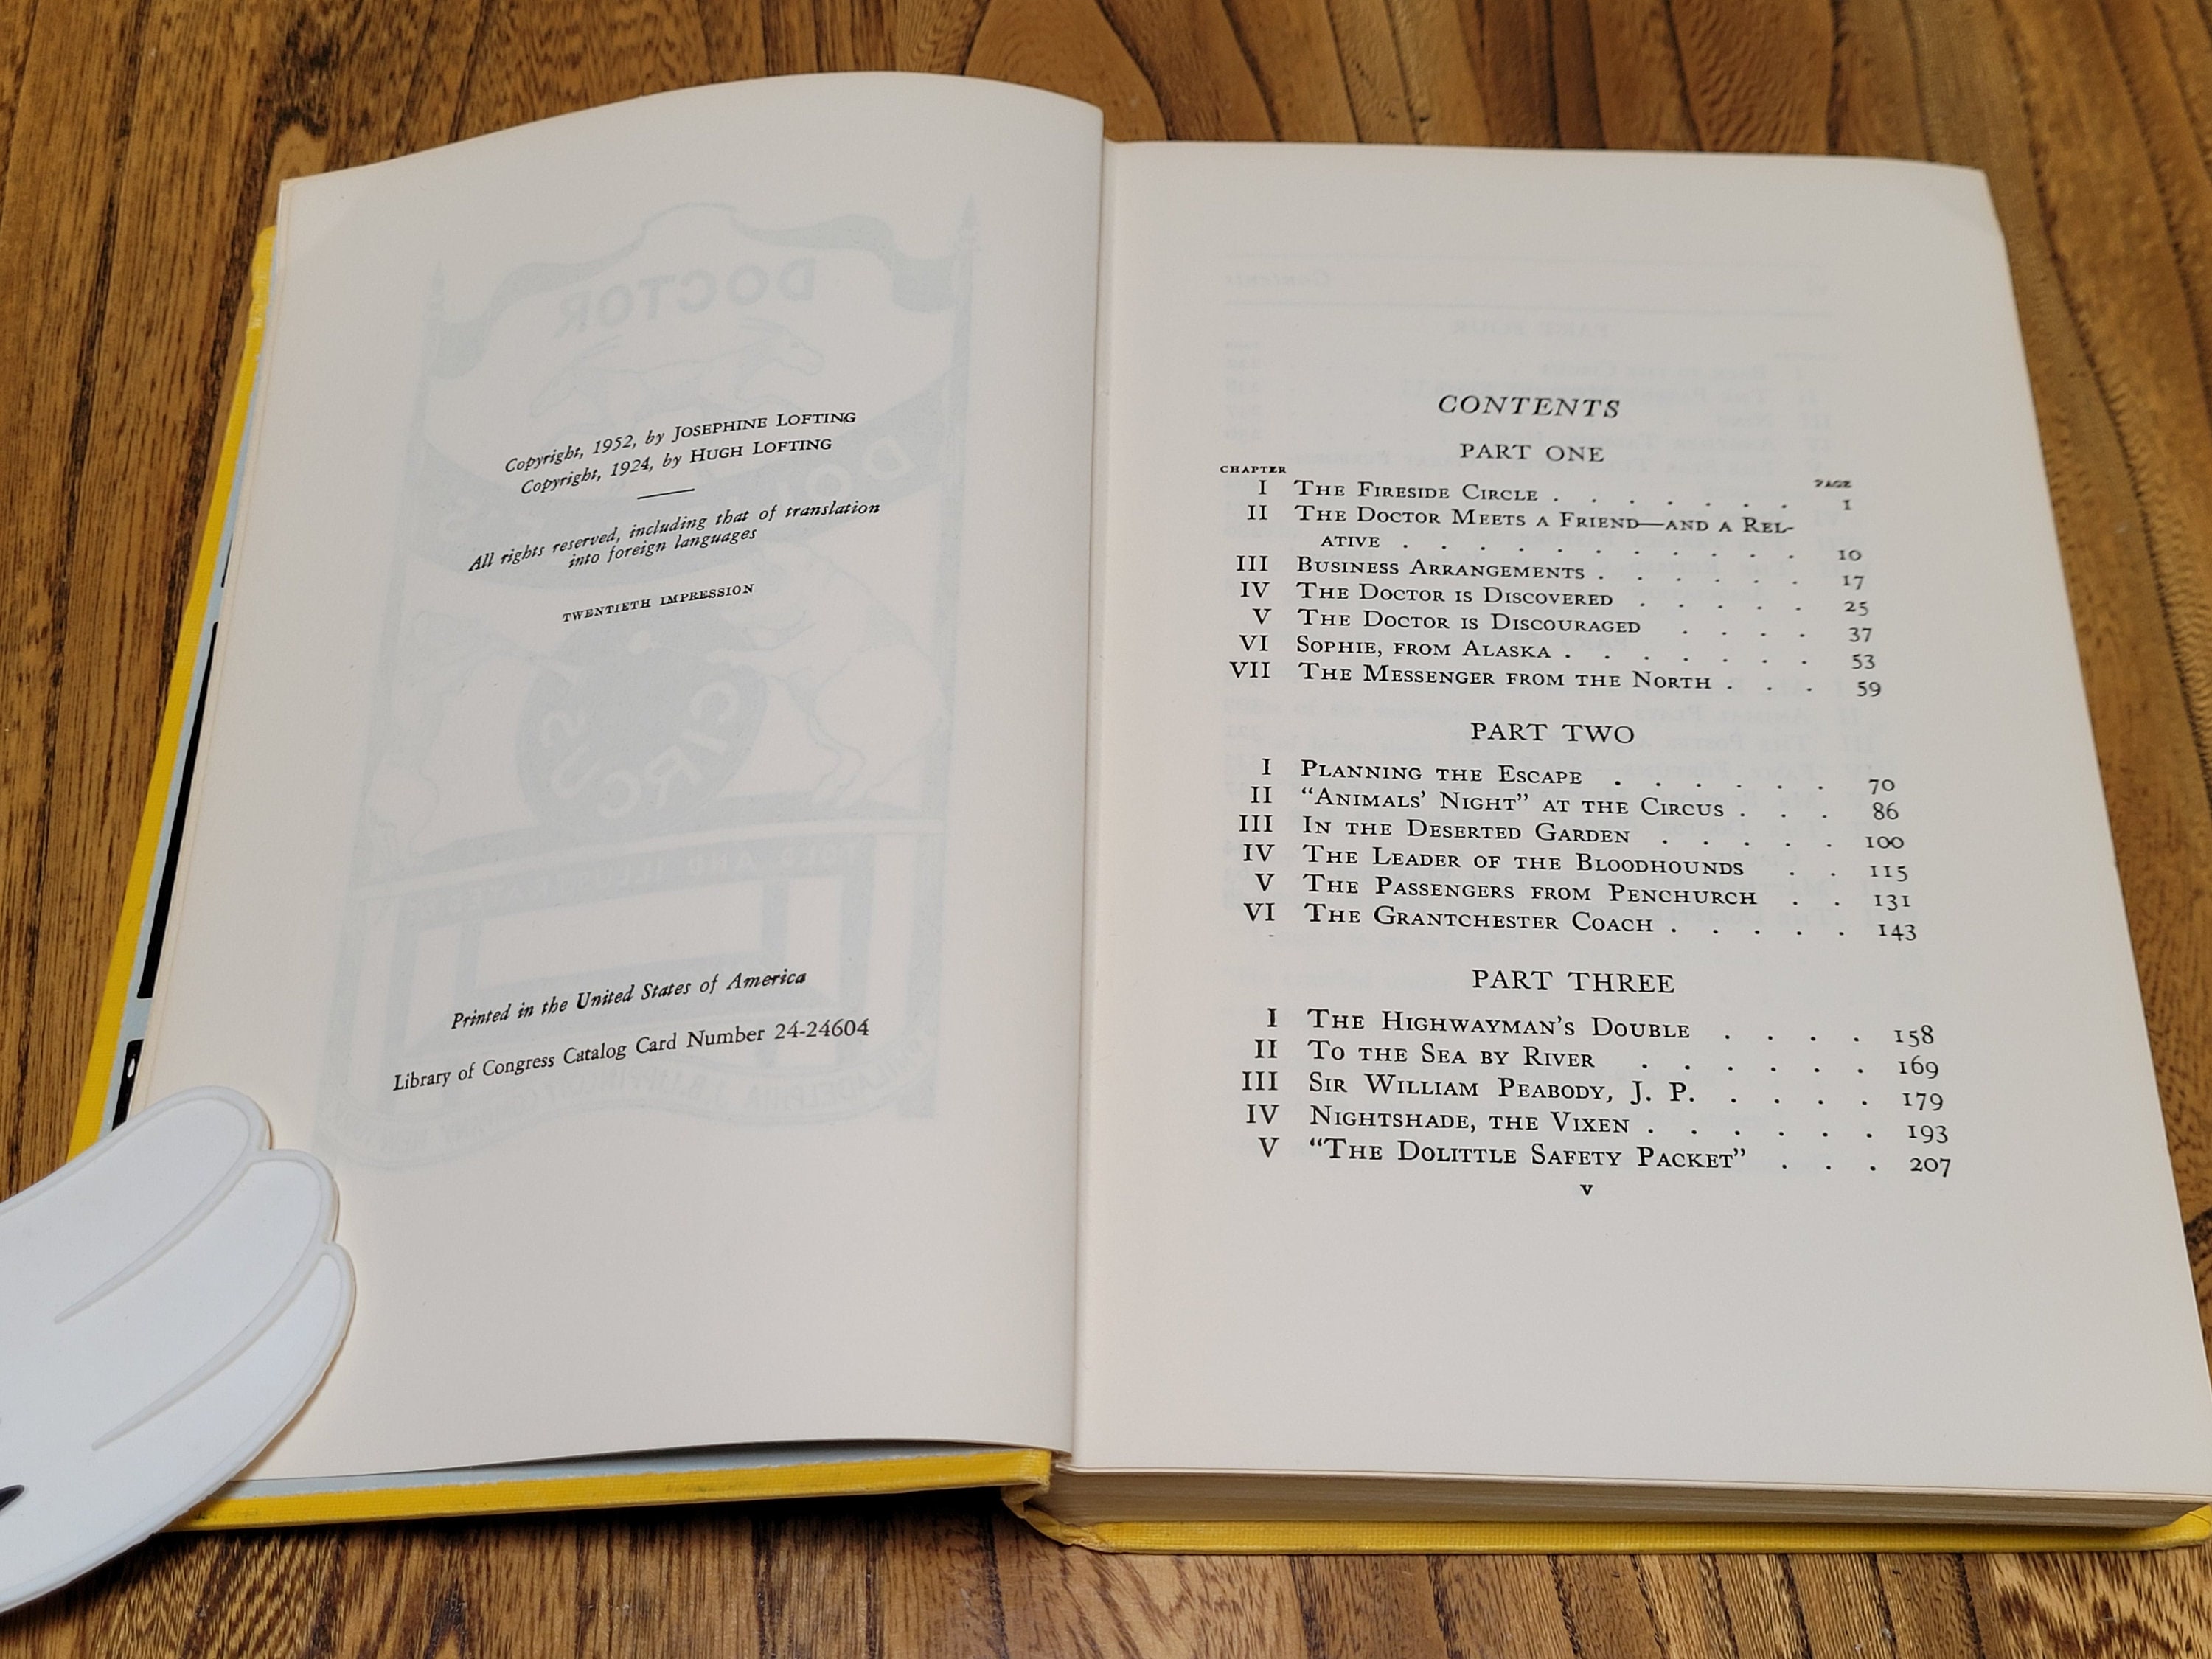 Copyright, 1952, by JOSEPHINE LOFTING
Copyright, 1924, by HUGH LOFTING
All rights reserved, including that of translation
into foreign languages
TWENTIETH IMPRESSION
Printed in the United States of America
Library of Congress Catalog Card Number 24-24604
CONTENTS
PART ONE
CHAPTER PAGE
I THE FIRESIDE CIRCLE . . . . . . . 1
II THE DOCTOR MEETS A FRIEND—AND A REL-
ATIVE . . . . . . . . . . 10
III BUSINESS ARRANGEMENTS . . . . . . 17
IV THE DOCTOR IS DISCOVERED . . . . . 25
V THE DOCTOR IS DISCOURAGED . . . . 37
VI SOPHIE, FROM ALASKA . . . . . . . 53
VII THE MESSENGER FROM THE NORTH . . . 59
PART TWO
I PLANNING THE ESCAPE . . . . . . 70
II “ANIMALS’ NIGHT” AT THE CIRCUS . . . 86
III IN THE DESERTED GARDEN . . . . . 100
IV THE LEADER OF THE BLOODHOUNDS . . 115
V THE PASSENGERS FROM PENCHURCH . . 131
VI THE GRANTCHESTER COACH . . . . . 143
PART THREE
I THE HIGHWAYMAN’S DOUBLE . . . . 158
II TO THE SEA BY RIVER . . . . . . 169
III SIR WILLIAM PEABODY, J. P. . . . . 179
IV NIGHTSHADE, THE VIXEN . . . . . . 193
V “THE DOLITTLE SAFETY PACKET” . . . 207
v